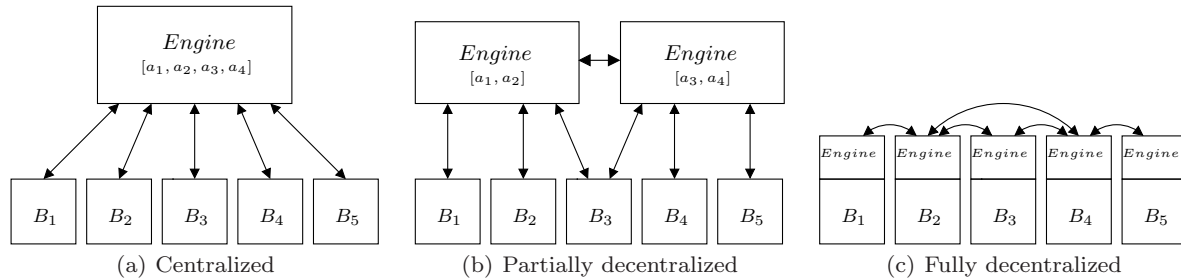 Engine
[a1, a2, a3, a4]
B1 B2 B3 B4 B5
(a) Centralized
Engine Engine
[a1, a2] [a3, a4]
B1 B2 B3 B4 B5
(b) Partially decentralized
Engine Engine Engine Engine Engine
B1 B2 B3 B4 B5
(c) Fully decentralized